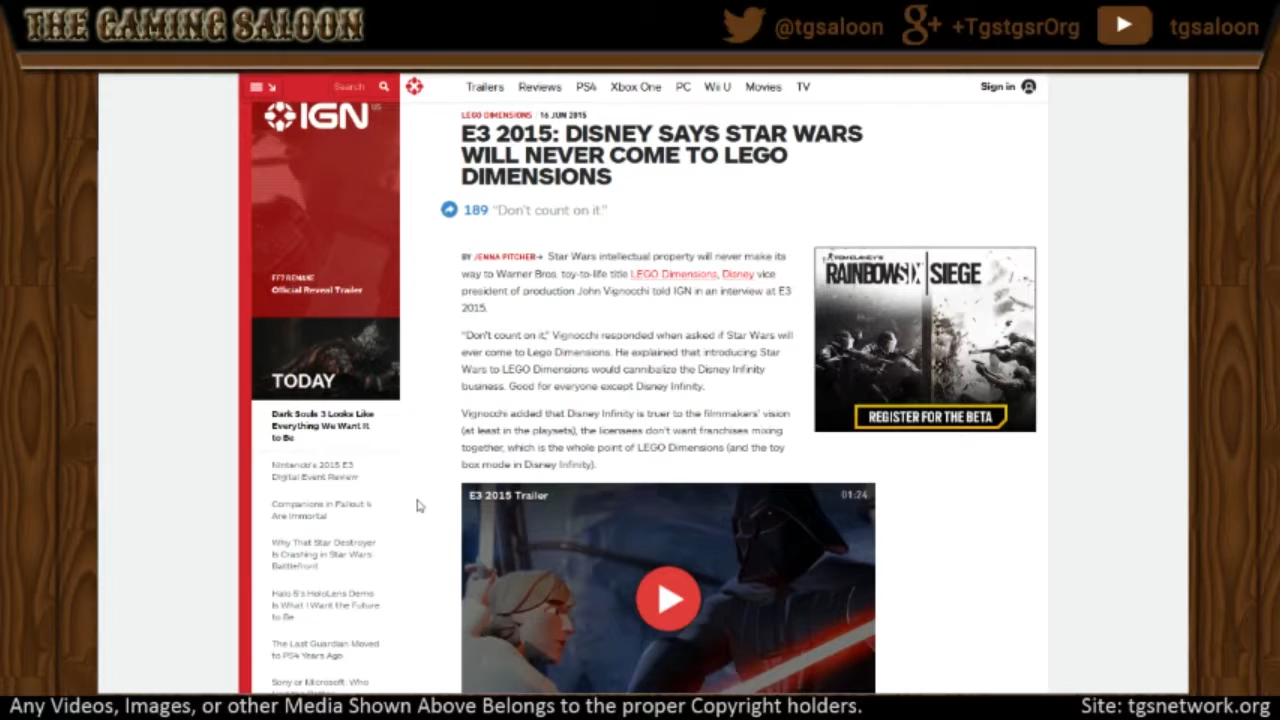 THE GAMING SALOON
@tgsaloon
+TgstgsrOrg
tgsaloon
Search
Trailers Reviews PS4 Xbox One PC Wii U Movies TV
Sign in
IGN US
LEGO DIMENSIONS 16 JUN 2015
E3 2015: DISNEY SAYS STAR WARS
WILL NEVER COME TO LEGO
DIMENSIONS
189 "Don't count on it."
BY JENNA PITCHER Star Wars intellectual property will never make its
way to Warner Bros. toy-to-life title LEGO Dimensions, Disney vice
president of production John Vignocchi told IGN in an interview at E3
2015.
"Don't count on it," Vignocchi responded when asked if Star Wars will
ever come to Lego Dimensions. He explained that introducing Star
Wars to LEGO Dimensions would cannibalize the Disney Infinity
business. Good for everyone except Disney Infinity.
Vignocchi added that Disney Infinity is truer to the filmmakers' vision
(at least in the playsets), the licensees don't want franchises mixing
together, which is the whole point of LEGO Dimensions (and the toy
box mode in Disney Infinity).
E3 2015 Trailer
01:24
TOM CLANCY'S
RAINBOWSIX SIEGE
REGISTER FOR THE BETA
FF7 REMAKE
Official Reveal Trailer
TODAY
Dark Souls 3 Looks Like
Everything We Want It
to Be
Nintendo's 2015 E3
Digital Event Review
Companions in Fallout 4
Are Immortal
Why That Star Destroyer
Is Crashing in Star Wars:
Battlefront
Halo 5's HoloLens Demo
Is What I Want the Future
to Be
The Last Guardian Moved
to PS4 Years Ago
Sony or Microsoft: Who
Any Videos, Images, or other Media Shown Above Belongs to the proper Copyright holders.
Site: tgsnetwork.org